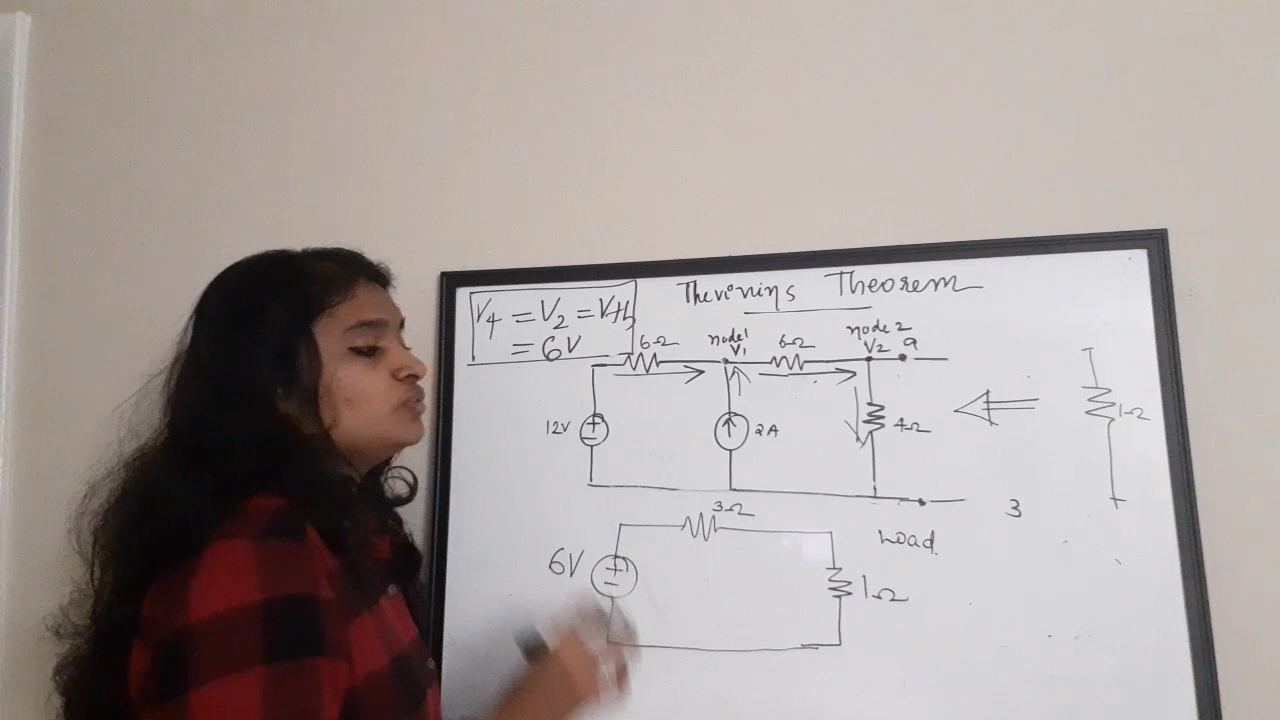 Thevinins Theorem
V4 = V2 = Vth
= 6V
6Ω
node1
V1
6Ω
node 2
V2
a
12V
2A
4Ω
1Ω
3
Load
3Ω
6V
1Ω